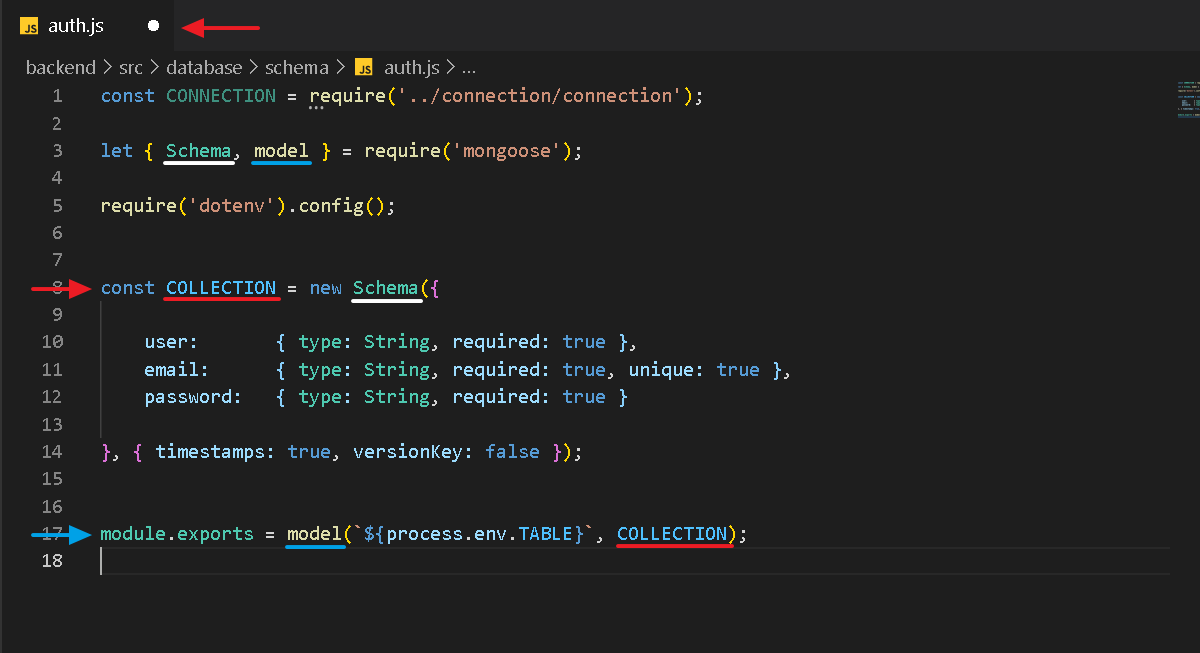 JS auth.js
backend > src > database > schema > JS auth.js > ...
1 const CONNECTION = require('../connection/connection');
2
3 let { Schema, model } = require('mongoose');
4
5 require('dotenv').config();
6
7
8 const COLLECTION = new Schema({
9
10 user: { type: String, required: true },
11 email: { type: String, required: true, unique: true },
12 password: { type: String, required: true }
13
14 }, { timestamps: true, versionKey: false });
15
16
17 module.exports = model(`${process.env.TABLE}`, COLLECTION);
18